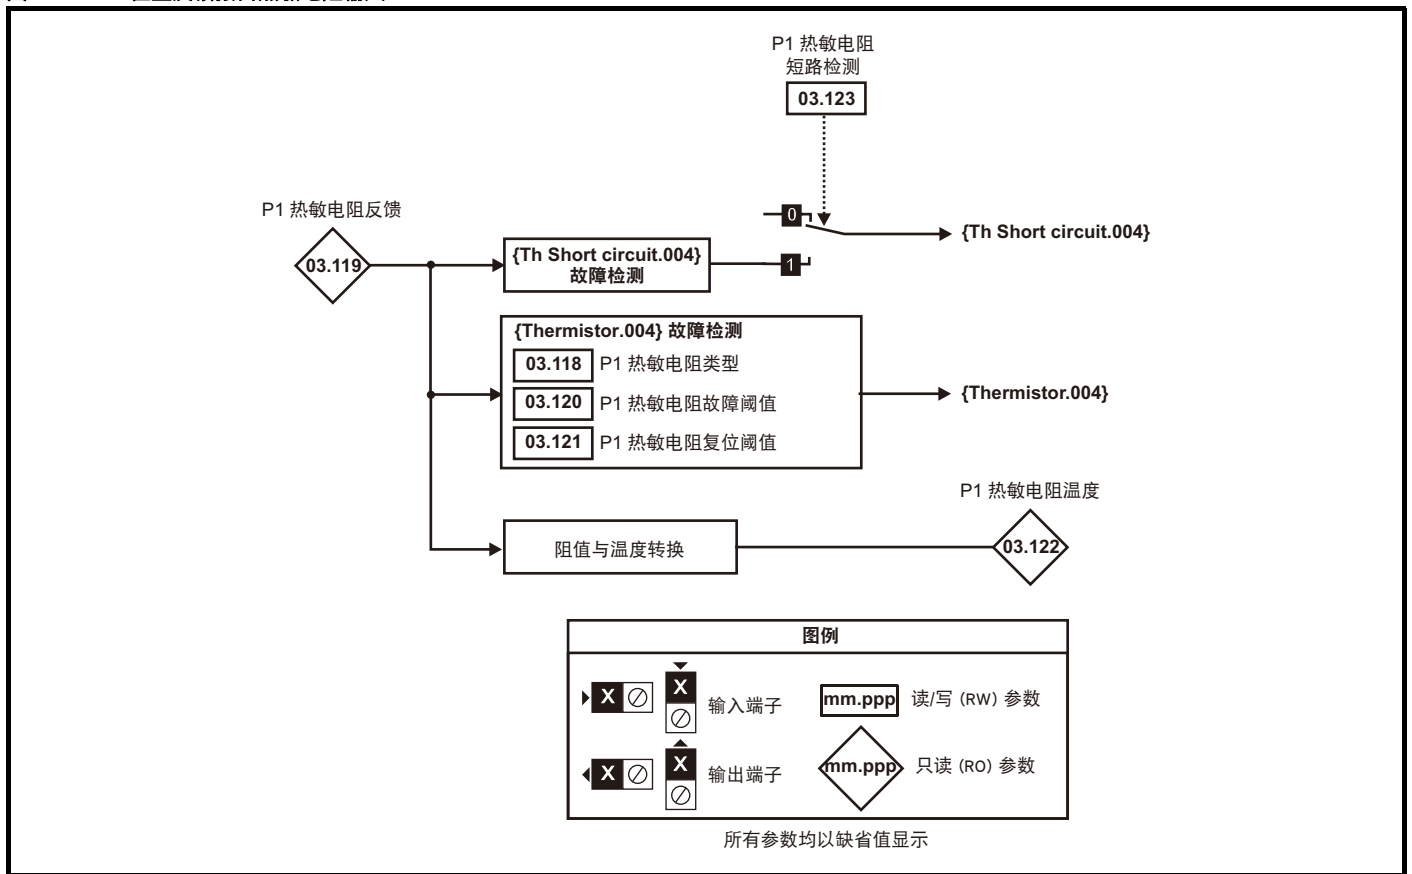 P1 热敏电阻
短路检测
03.123
P1 热敏电阻反馈
03.119
{Th Short circuit.004}
故障检测
0
1
{Th Short circuit.004}
{Thermistor.004} 故障检测
03.118 P1 热敏电阻类型
03.120 P1 热敏电阻故障阈值
03.121 P1 热敏电阻复位阈值
{Thermistor.004}
P1 热敏电阻温度
阻值与温度转换
03.122
图例
X
X
输入端子
mm.ppp 读/写 (RW) 参数
X
X
输出端子
mm.ppp 只读 (RO) 参数
所有参数均以缺省值显示